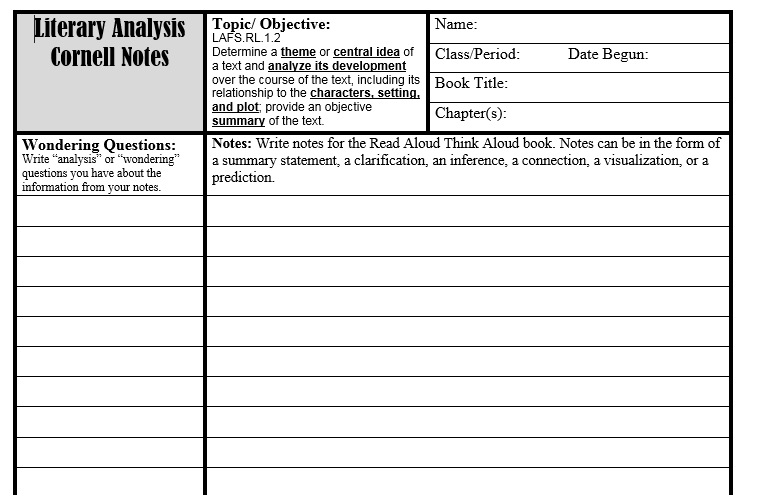 Literary Analysis
Cornell Notes
Topic/ Objective:
LAFS.RL.1.2
Determine a theme or central idea of
a text and analyze its development
over the course of the text, including its
relationship to the characters, setting,
and plot; provide an objective
summary of the text.
Name:
Class/Period: Date Begun:
Book Title:
Chapter(s):
Wondering Questions:
Write “analysis” or “wondering”
questions you have about the
information from your notes.
Notes: Write notes for the Read Aloud Think Aloud book. Notes can be in the form of
a summary statement, a clarification, an inference, a connection, a visualization, or a
prediction.